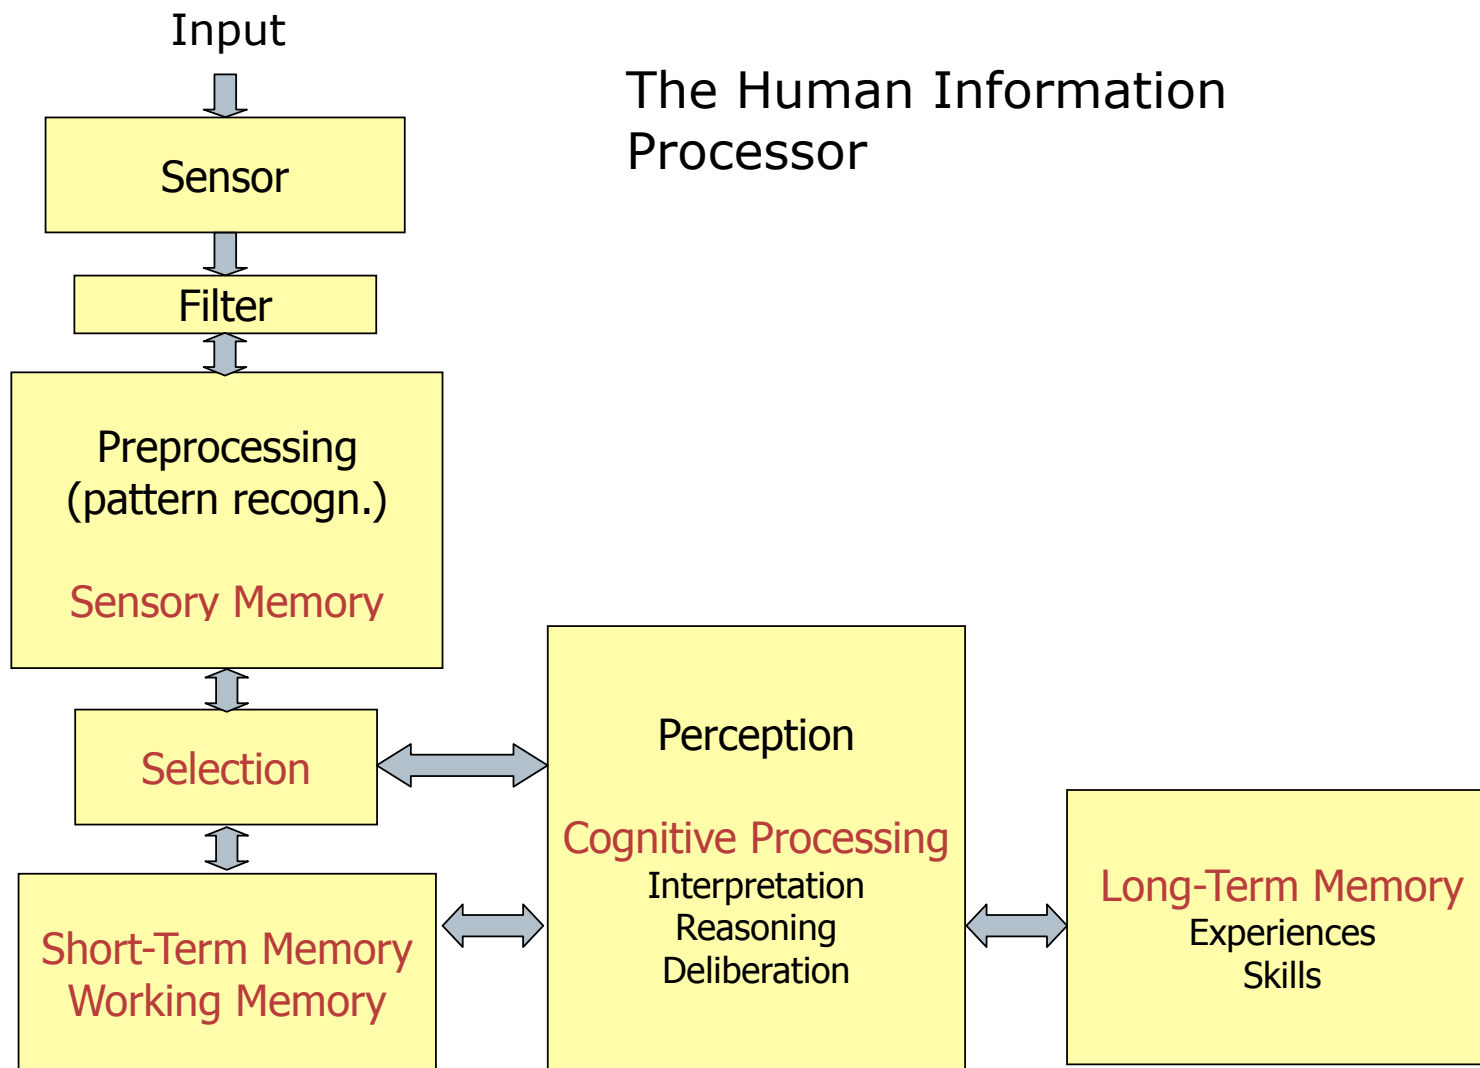 Input
The Human Information
Processor
Sensor
Filter
Preprocessing
(pattern recogn.)
Sensory Memory
Selection
Perception
Cognitive Processing
Interpretation
Reasoning
Deliberation
Long-Term Memory
Experiences
Skills
Short-Term Memory
Working Memory